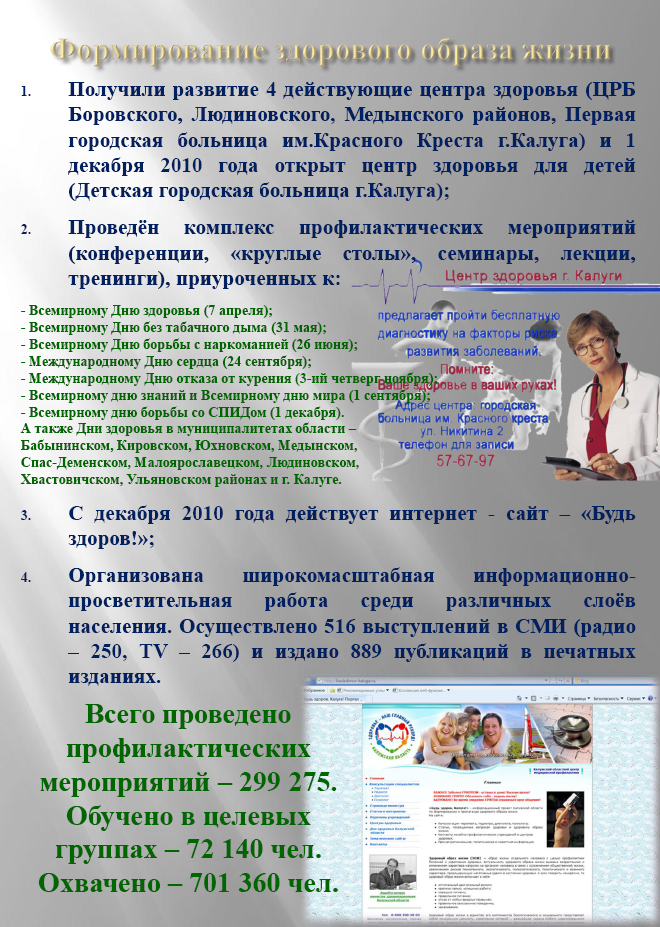 Формирование здорового образа жизни
1. Получили развитие 4 действующие центра здоровья (ЦРБ
Боровского, Людиновского, Медынского районов, Первая
городская больница им.Красного Креста г.Калуга) и 1
декабря 2010 года открыт центр здоровья для детей
(Детская городская больница г.Калуга);
2. Проведён комплекс профилактических мероприятий
(конференции, «круглые столы», семинары, лекции,
тренинги), приуроченных к:
Центр здоровья г. Калуги
предлагает пройти бесплатную
диагностику на факторы риска
развития заболеваний.
Помните:
Ваше здоровье в ваших руках!
Адрес центра: городская
больница им. Красного креста
ул. Никитина 2
телефон для записи
57-67-97
- Всемирному Дню здоровья (7 апреля);
- Всемирному Дню без табачного дыма (31 мая);
- Всемирному Дню борьбы с наркоманией (26 июня);
- Международному Дню сердца (24 сентября);
- Международному Дню отказа от курения (3-ий четверг ноября);
- Всемирному дню знаний и Всемирному дню мира (1 сентября);
- Всемирному дню борьбы со СПИДом (1 декабря).
А также Дни здоровья в муниципалитетах области –
Бабынинском, Кировском, Юхновском, Медынском,
Спас-Деменском, Малоярославецком, Людиновском,
Хвастовичском, Ульяновском районах и г. Калуге.
3. С декабря 2010 года действует интернет - сайт – «Будь
здоров!»;
4. Организована широкомасштабная информационно-
просветительная работа среди различных слоёв
населения. Осуществлено 516 выступлений в СМИ (радио
– 250, TV – 266) и издано 889 публикаций в печатных
изданиях.
Всего проведено
профилактических
мероприятий – 299 275.
Обучено в целевых
группах – 72 140 чел.
Охвачено – 701 360 чел.
Главная